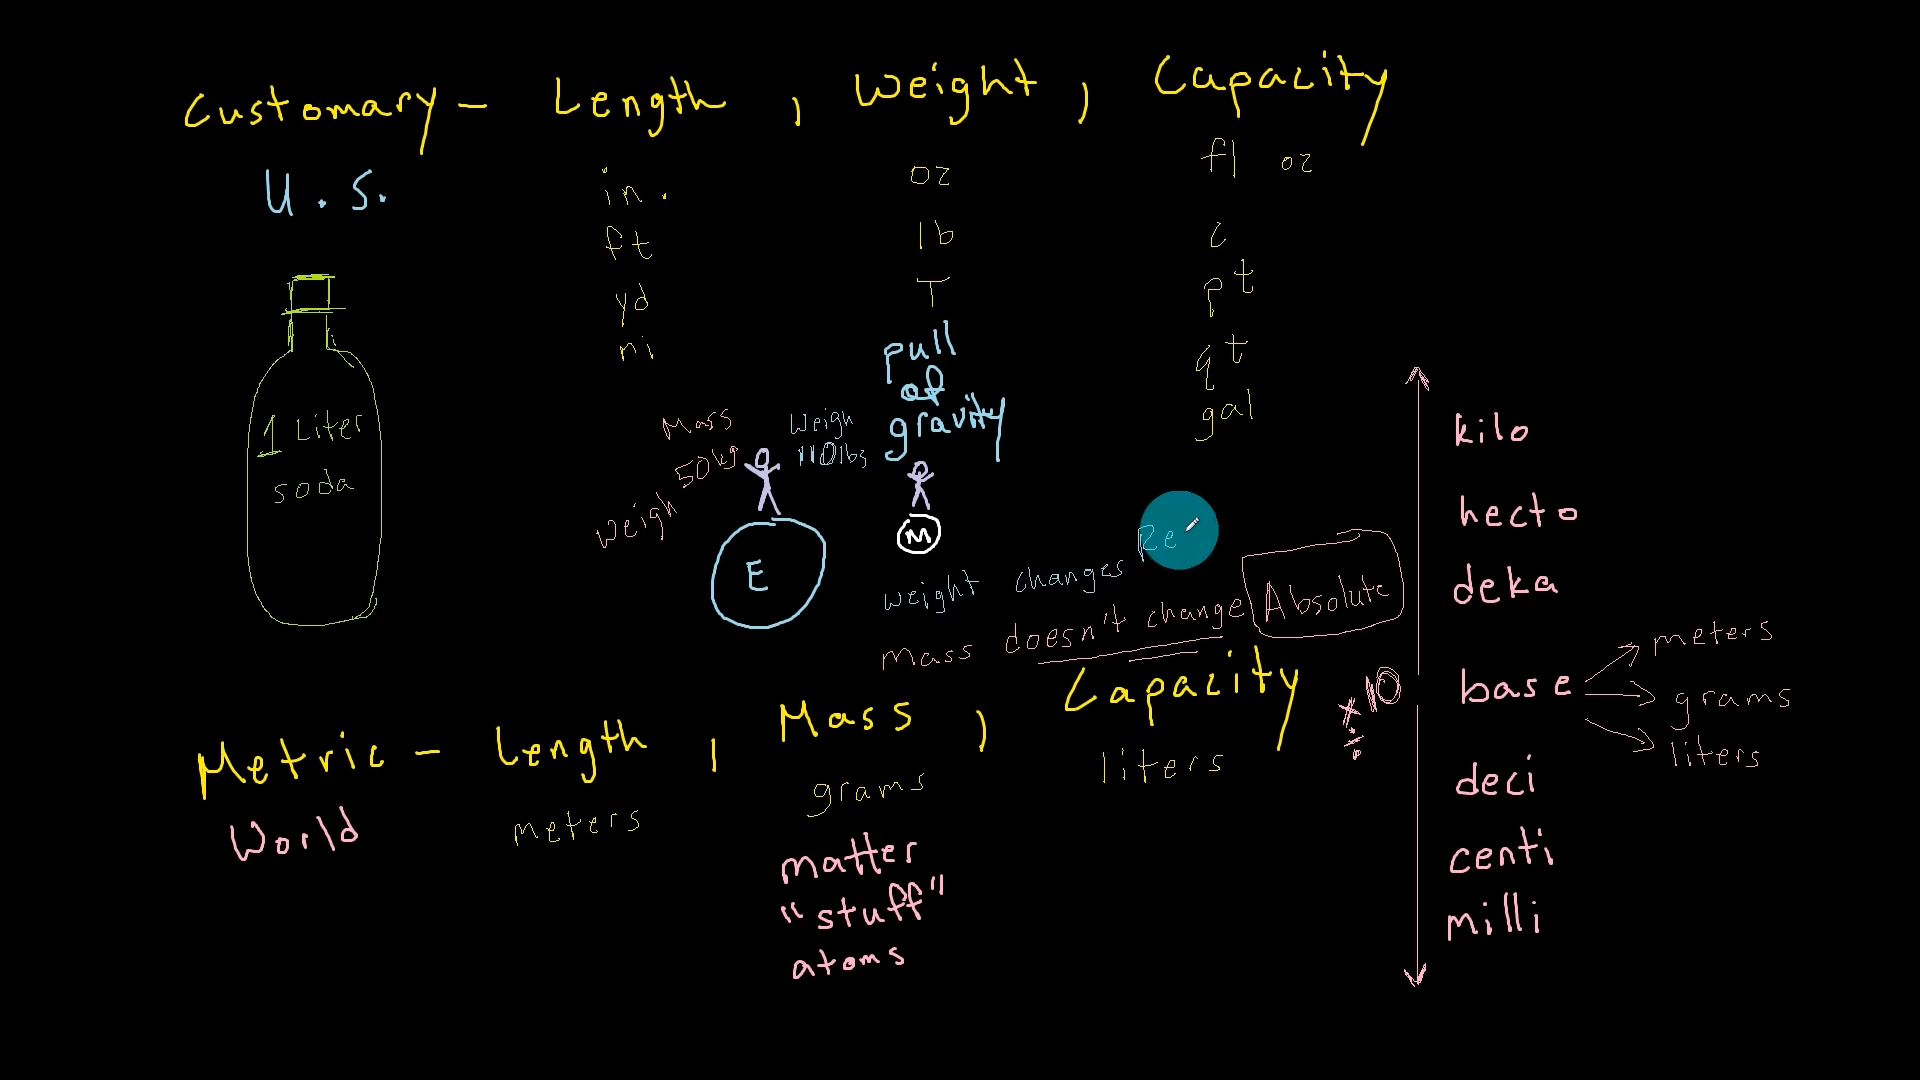 Customary - Length , Weight , Capacity
U.S.
in.
ft
yd
mi
oz
lb
T
pull
of
gravity
fl oz
c
pt
qt
gal
1 Liter
soda
Mass
50kg
Weigh
Weigh
110lbs
E
M
weight changes Re
mass doesn't change Absolute
Metric - Length , Mass , Capacity
World
meters
grams
liters
matter
"stuff"
atoms
kilo
hecto
deka
x10
÷
base
meters
grams
liters
deci
centi
milli